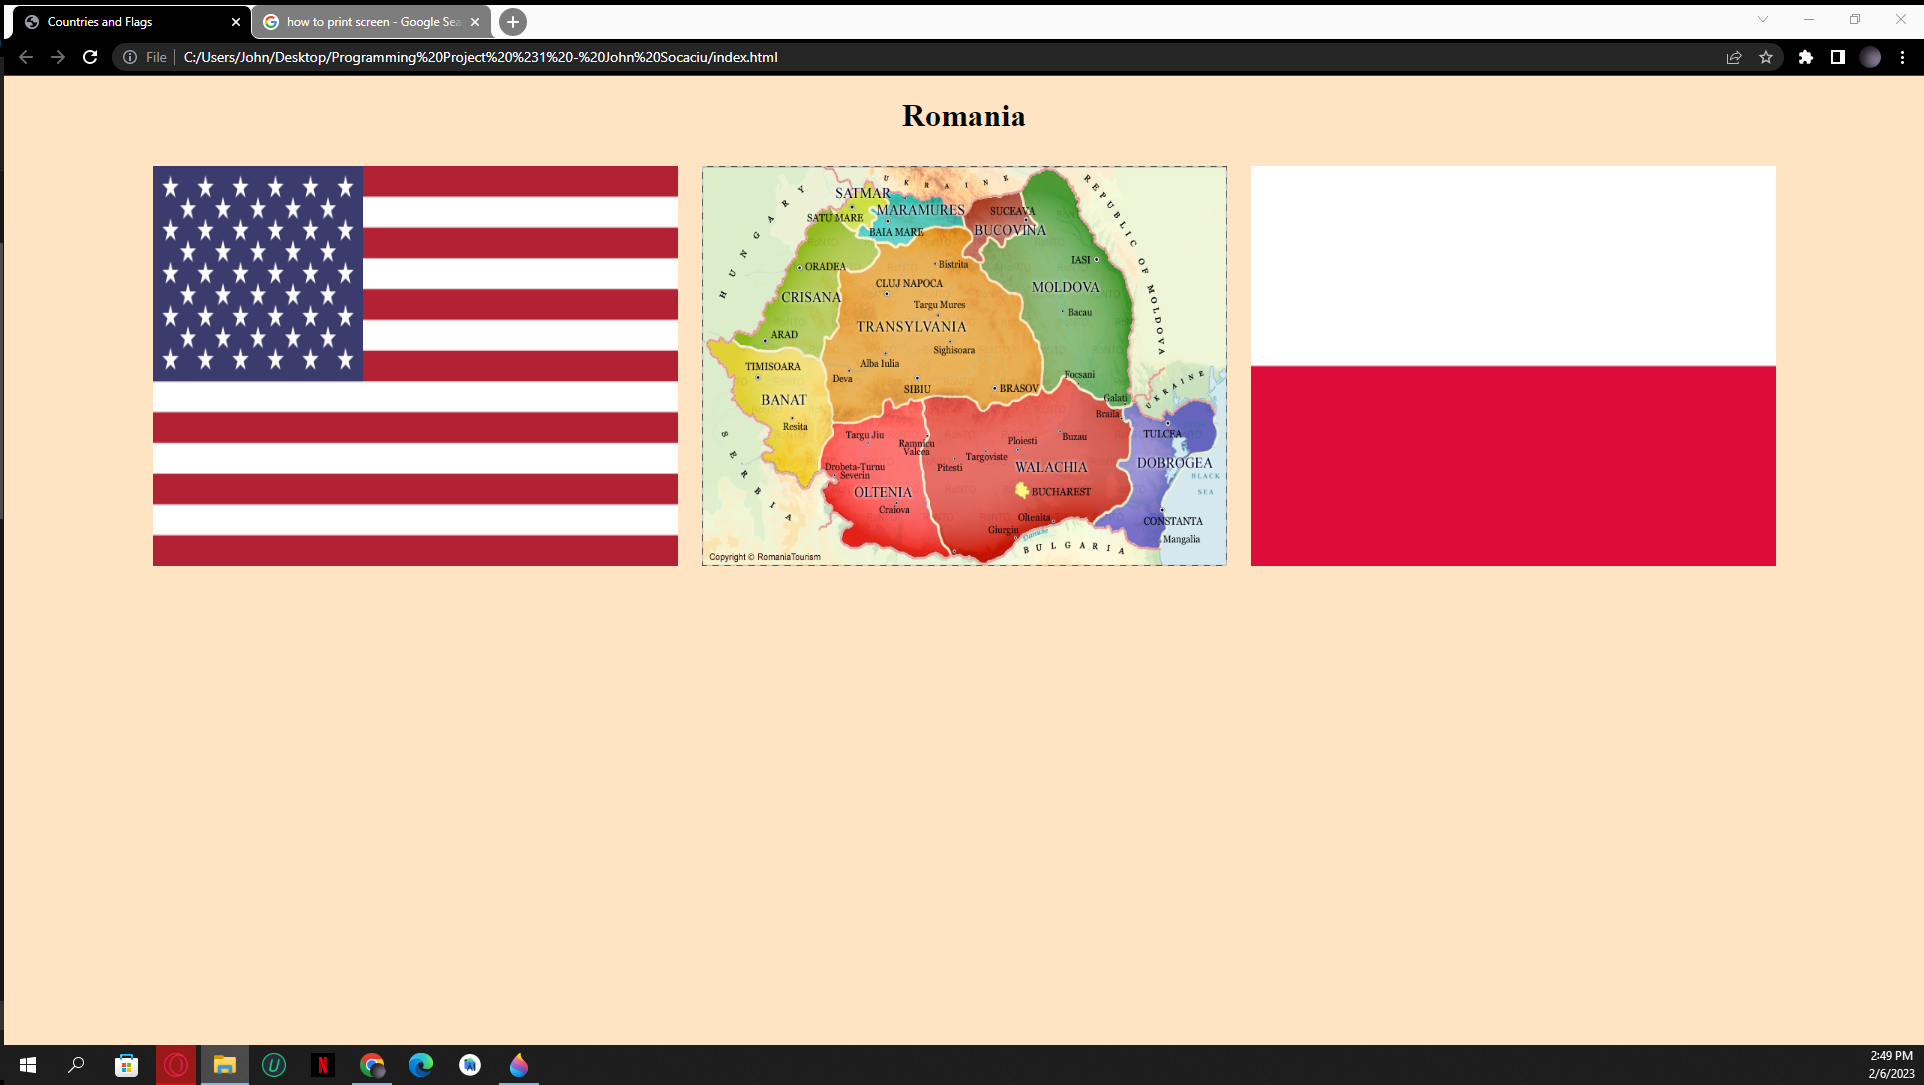 Countries and Flags
how to print screen - Google Sea
File
C:/Users/John/Desktop/Programming%20Project%20%231%20-%20John%20Socaciu/index.html
Romania
UKRAINE
HUNGARY
REPUBLIC OF MOLDOVA
SATMAR
SATU MARE
MARAMURES
BAIA MARE
SUCEAVA
BUCOVINA
ORADEA
Bistrita
IASI
CLUJ NAPOCA
CRISANA
MOLDOVA
Targu Mures
Bacau
TRANSYLVANIA
ARAD
Sighisoara
Alba Iulia
TIMISOARA
Deva
Focsani
SIBIU
BRASOV
UKRAINE
BANAT
Galati
Braila
Resita
Targu Jiu
Ramnicu
Valcea
Ploiesti
Buzau
TULCEA
SERBIA
Pitesti
Targoviste
Drobeta-Turnu
Severin
WALACHIA
DOBROGEA
BLACK
SEA
OLTENIA
BUCHAREST
Craiova
Olteaita
CONSTANTA
Giurgiu
Danube
Mangalia
BULGARIA
Copyright © RomaniaTourism
U
N
AI
2:49 PM
2/6/2023